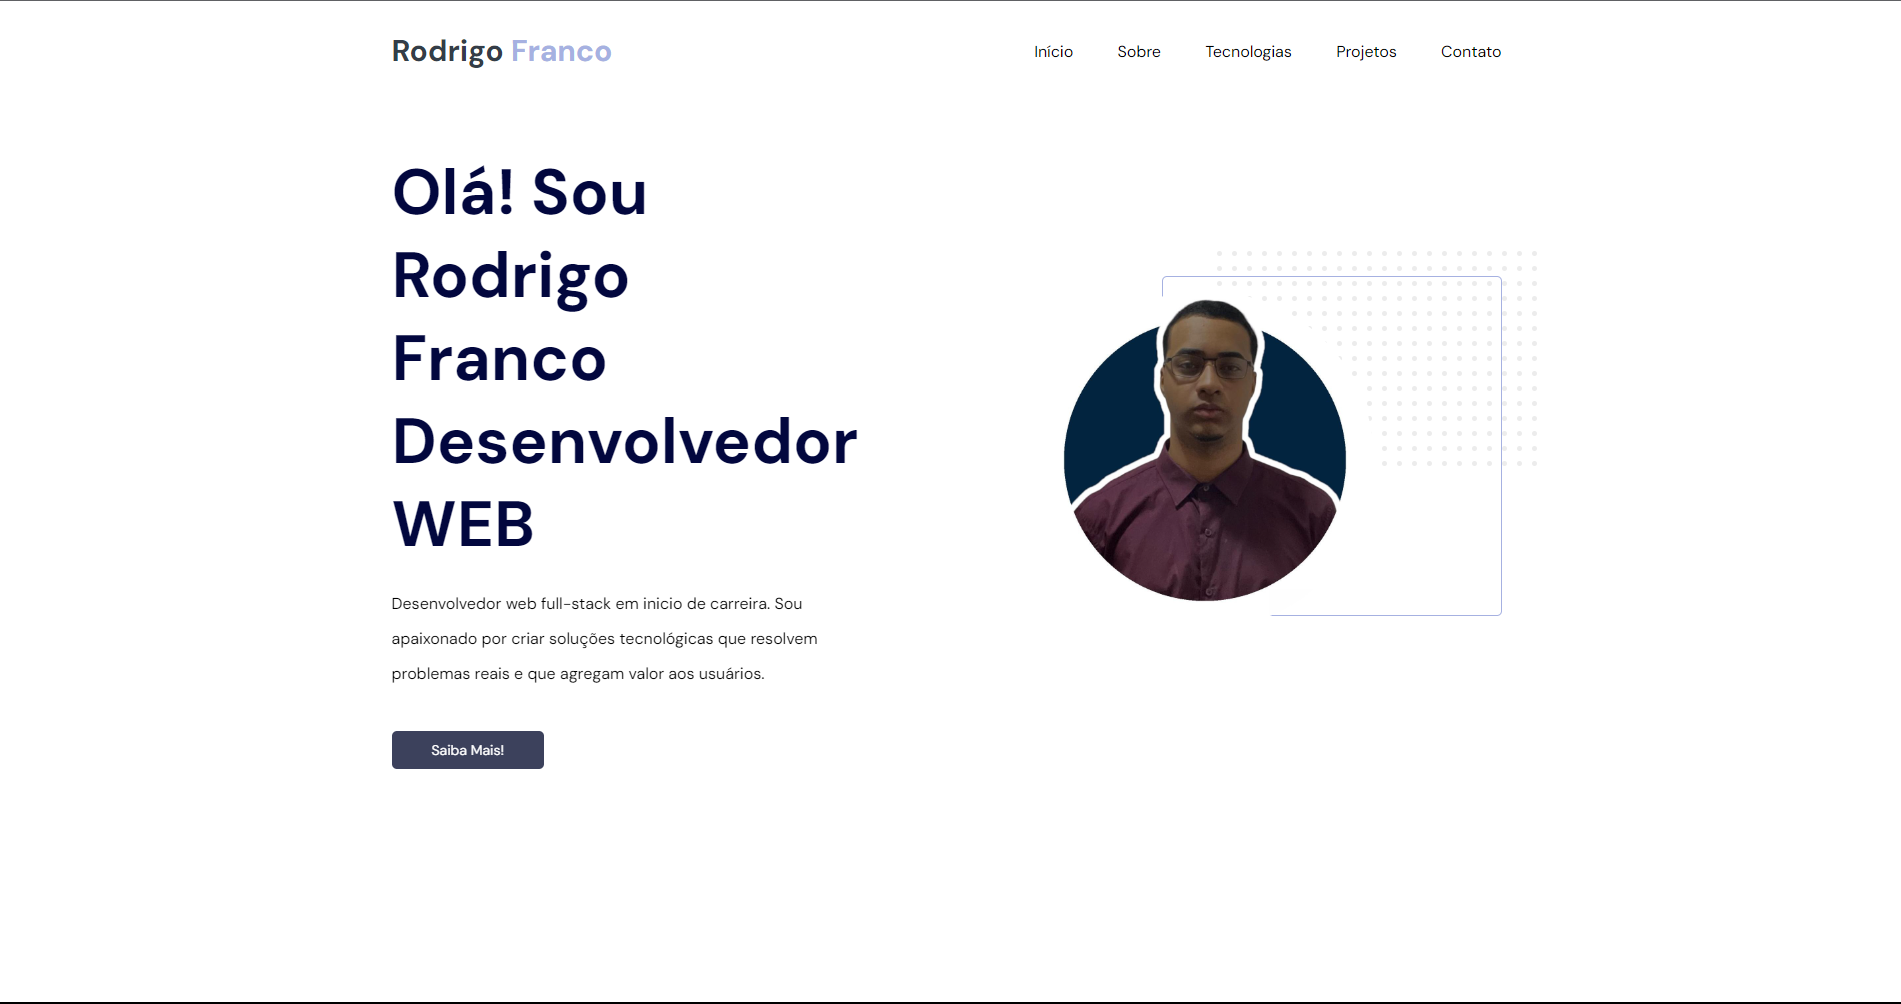 Rodrigo Franco
Início Sobre Tecnologias Projetos Contato
Olá! Sou
Rodrigo
Franco
Desenvolvedor
WEB
Desenvolvedor web full-stack em inicio de carreira. Sou
apaixonado por criar soluções tecnológicas que resolvem
problemas reais e que agregam valor aos usuários.
Saiba Mais!